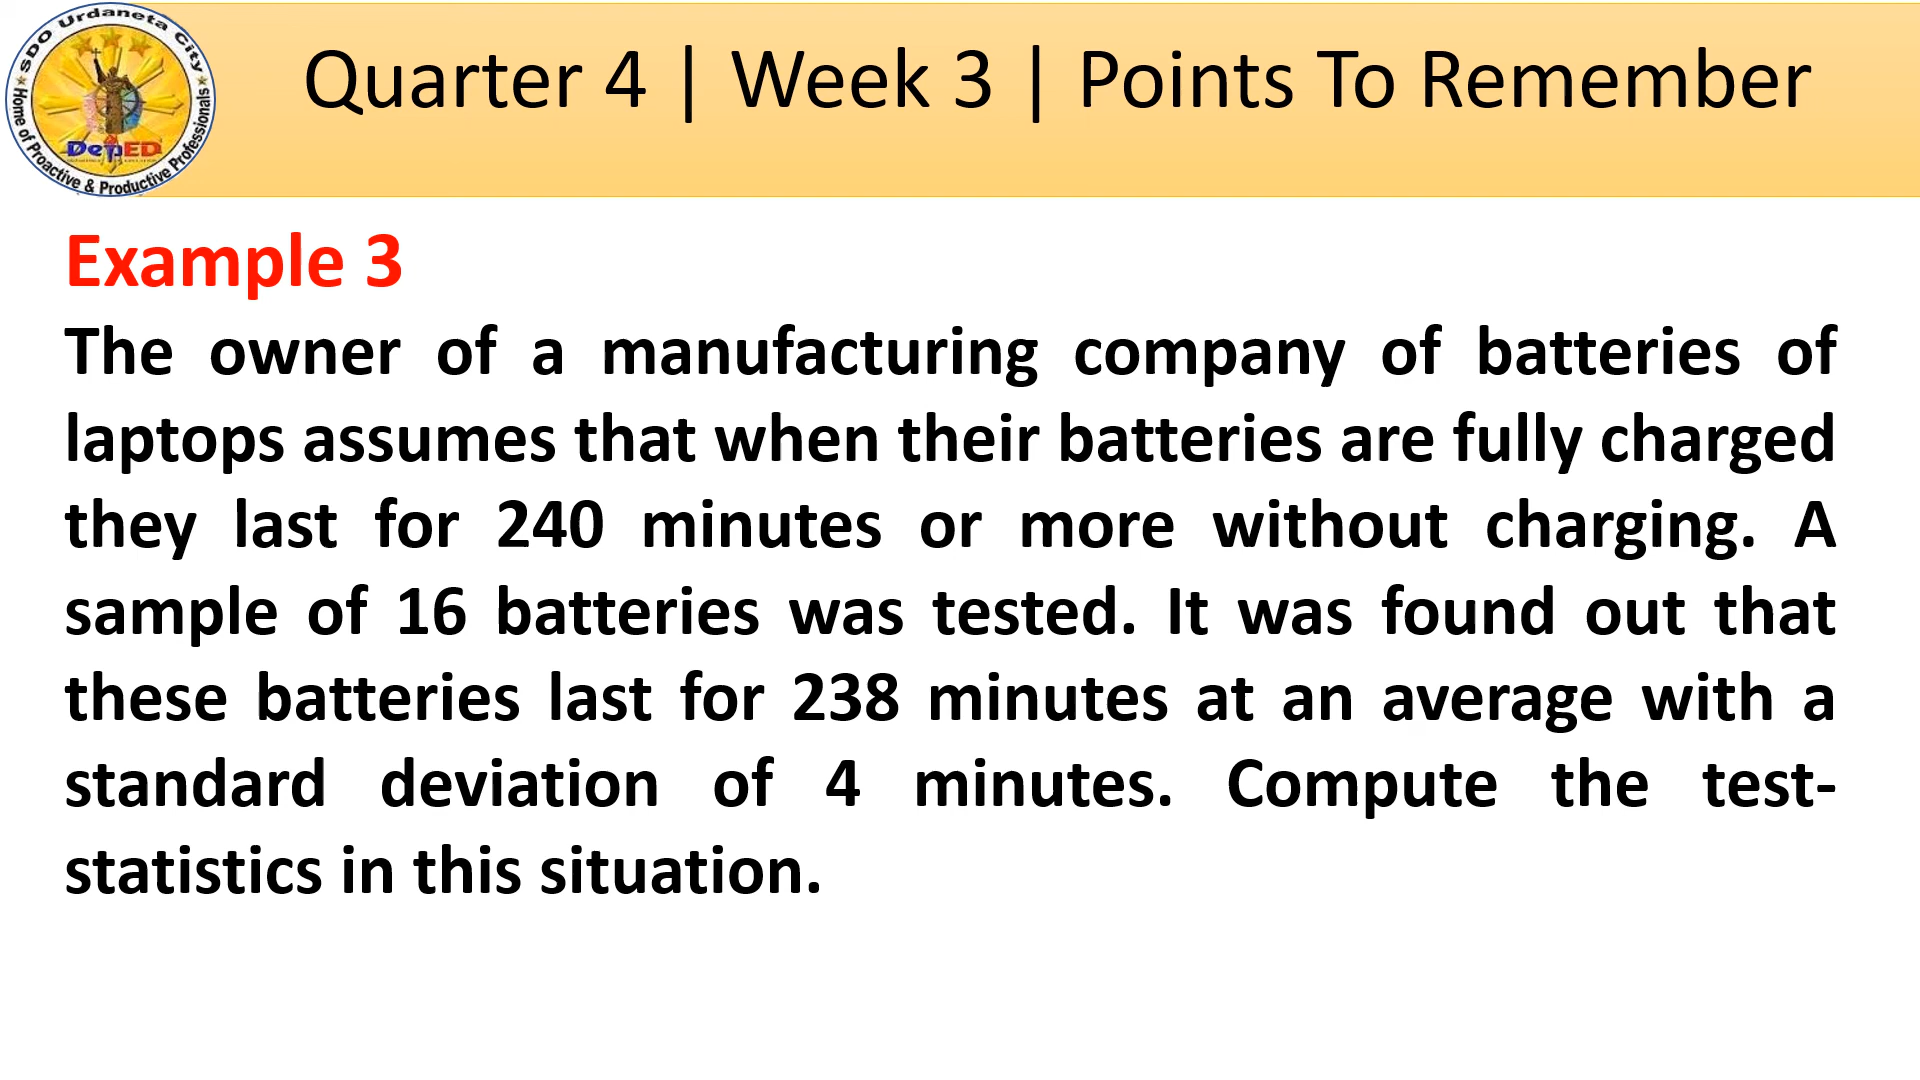 SDO Urdaneta City
Home of Proactive & Productive Professionals
DepED
Quarter 4 | Week 3 | Points To Remember
Example 3
The owner of a manufacturing company of batteries of
laptops assumes that when their batteries are fully charged
they last for 240 minutes or more without charging. A
sample of 16 batteries was tested. It was found out that
these batteries last for 238 minutes at an average with a
standard deviation of 4 minutes. Compute the test-
statistics in this situation.